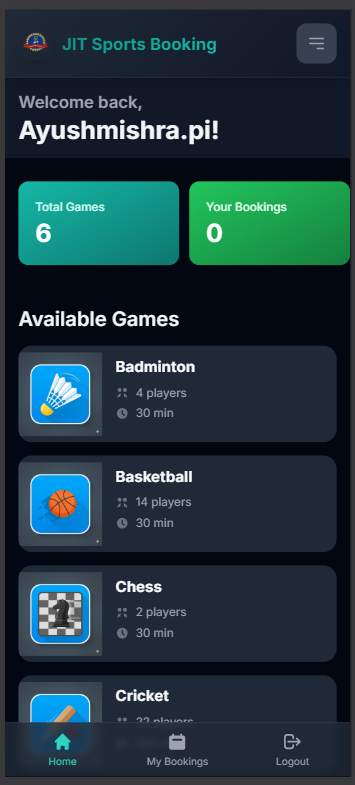 JIT Sports Booking
Welcome back,
Ayushmishra.pi!
Total Games
6
Your Bookings
0
Available Games
Badminton
4 players
30 min
Basketball
14 players
30 min
Chess
2 players
30 min
Cricket
22 players
Home
My Bookings
Logout